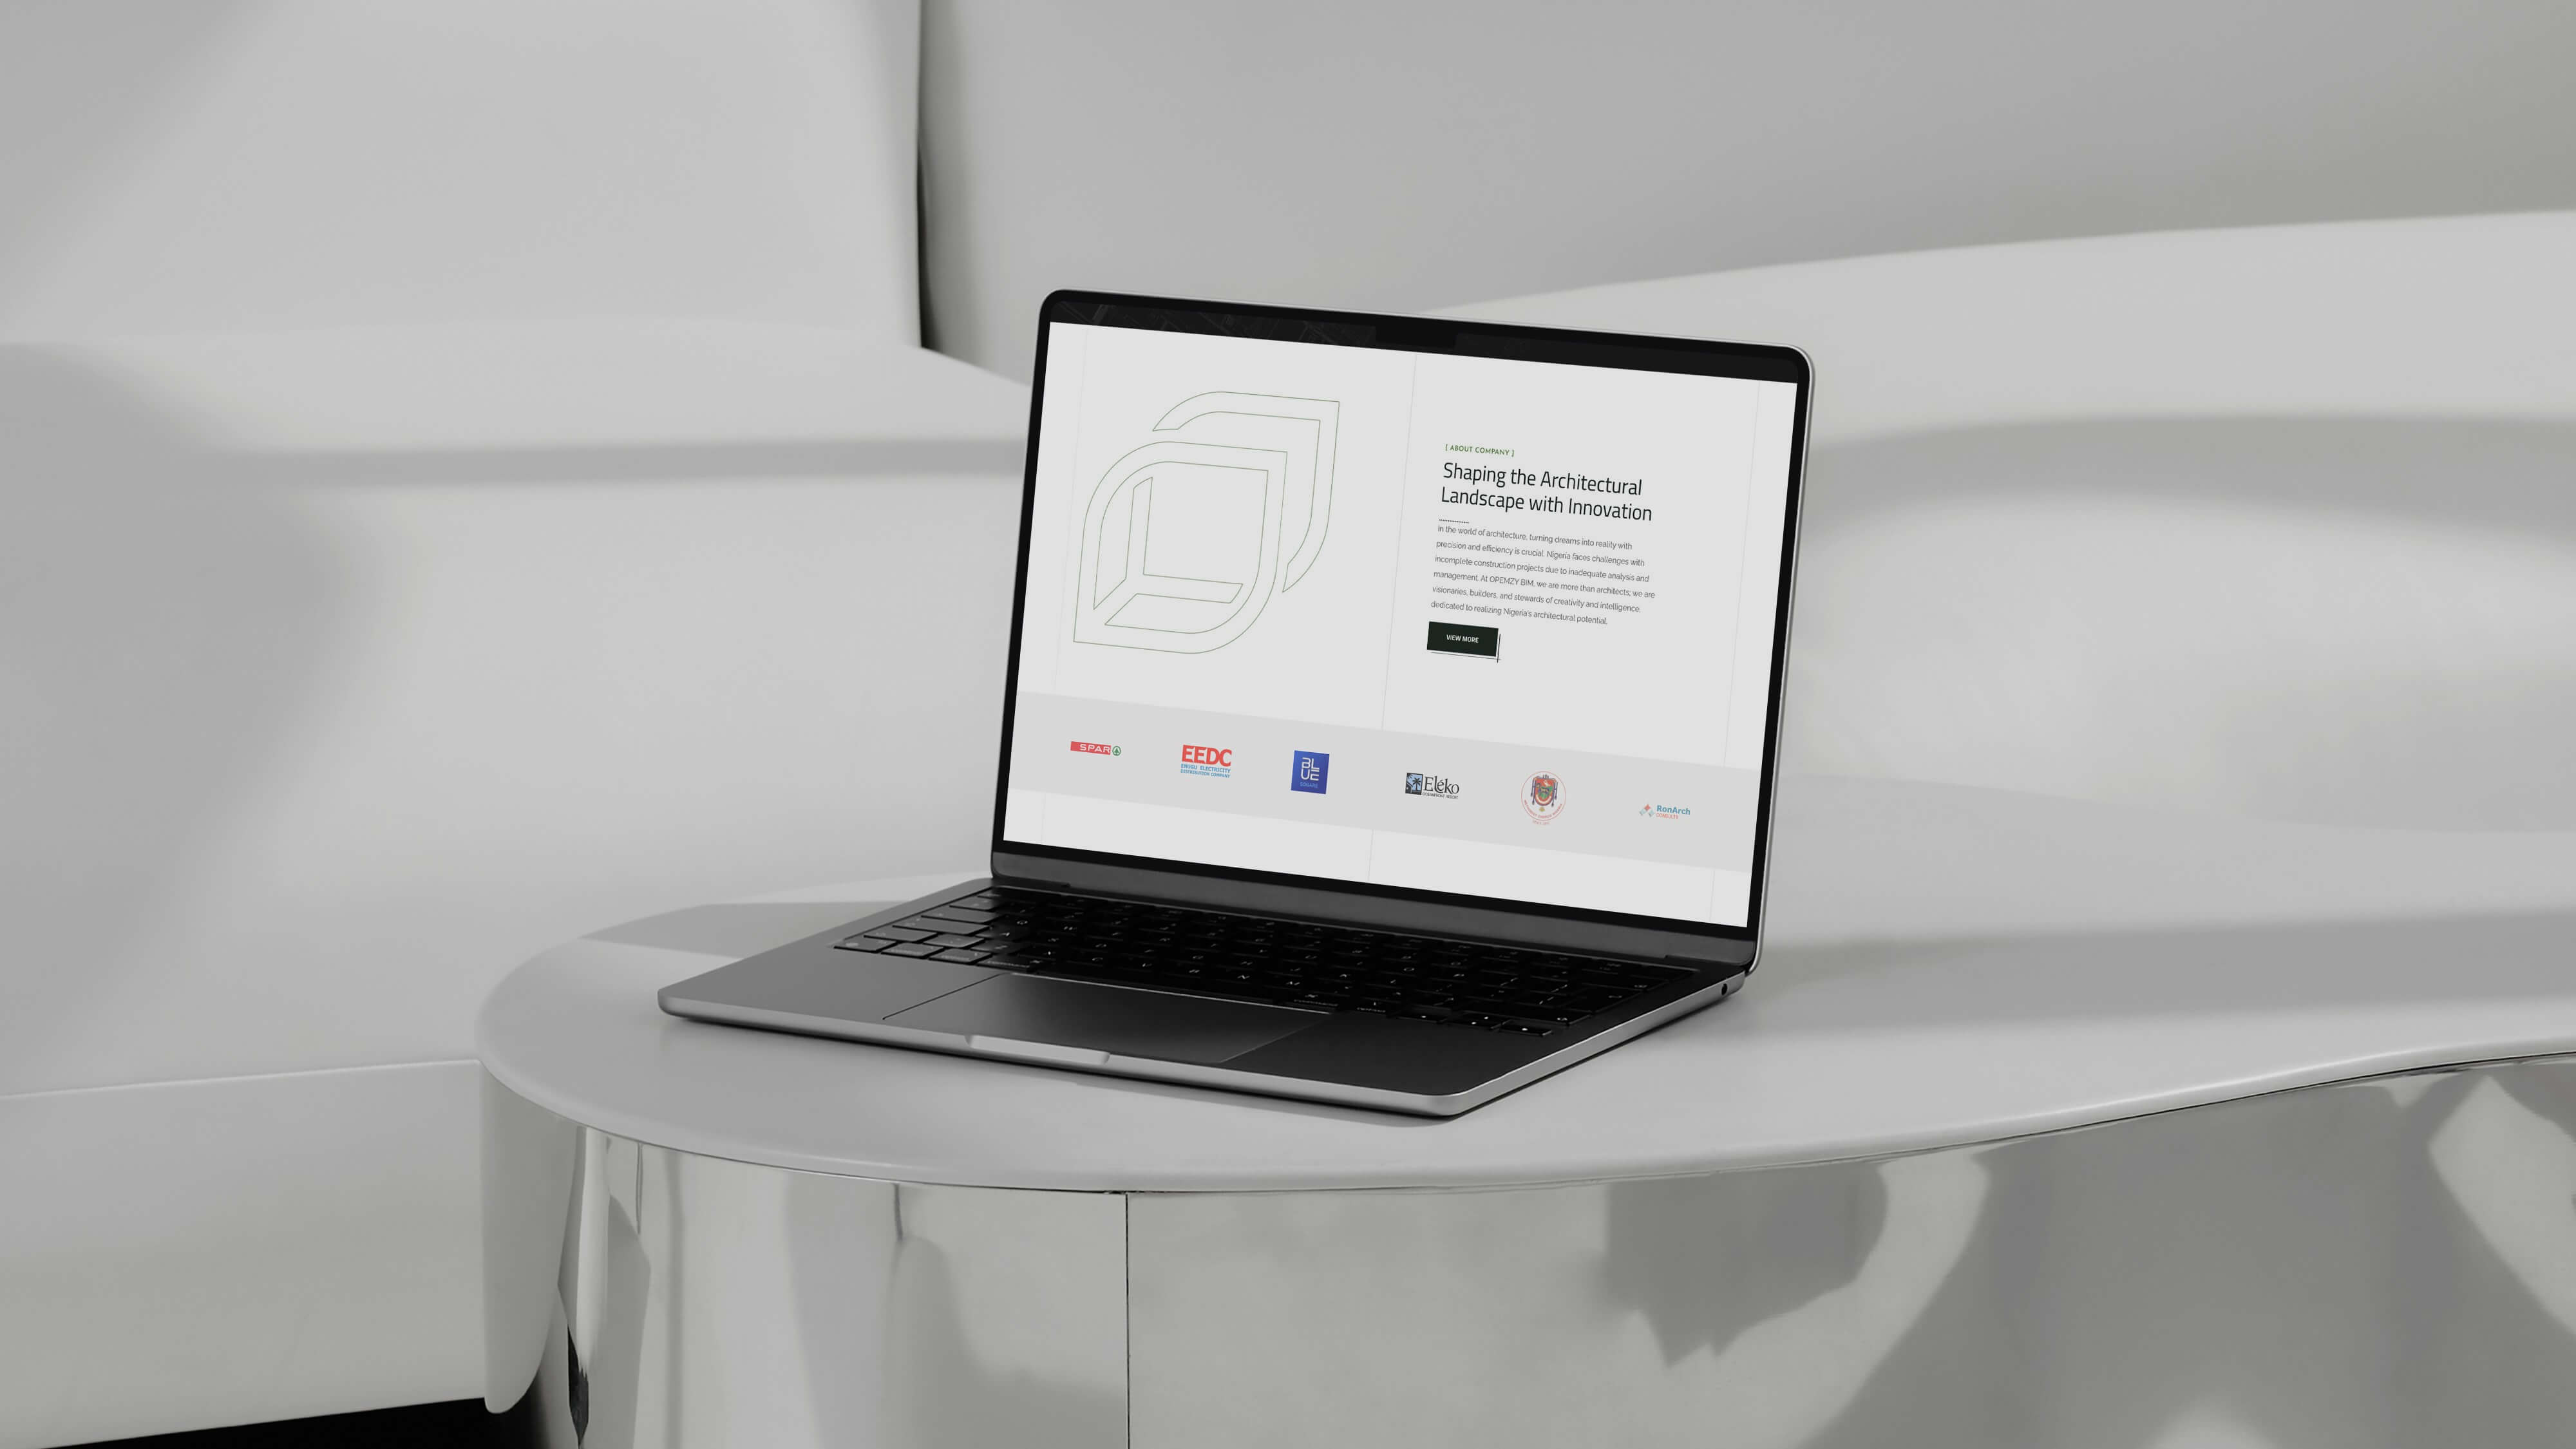 [ ABOUT COMPANY ]
Shaping the Architectural
Landscape with Innovation
In the world of architecture, turning dreams into reality with
precision and efficiency is crucial. Nigeria faces challenges with
incomplete construction projects due to inadequate analysis and
management. At OPEMZY BIM, we are more than architects; we are
visionaries, builders, and stewards of creativity and intelligence,
dedicated to realizing Nigeria's architectural potential.
VIEW MORE
SPAR
EEDC
ENUGU ELECTRICITY
DISTRIBUTION COMPANY
BL
UE
Eléko
RonArch
CONSULTS